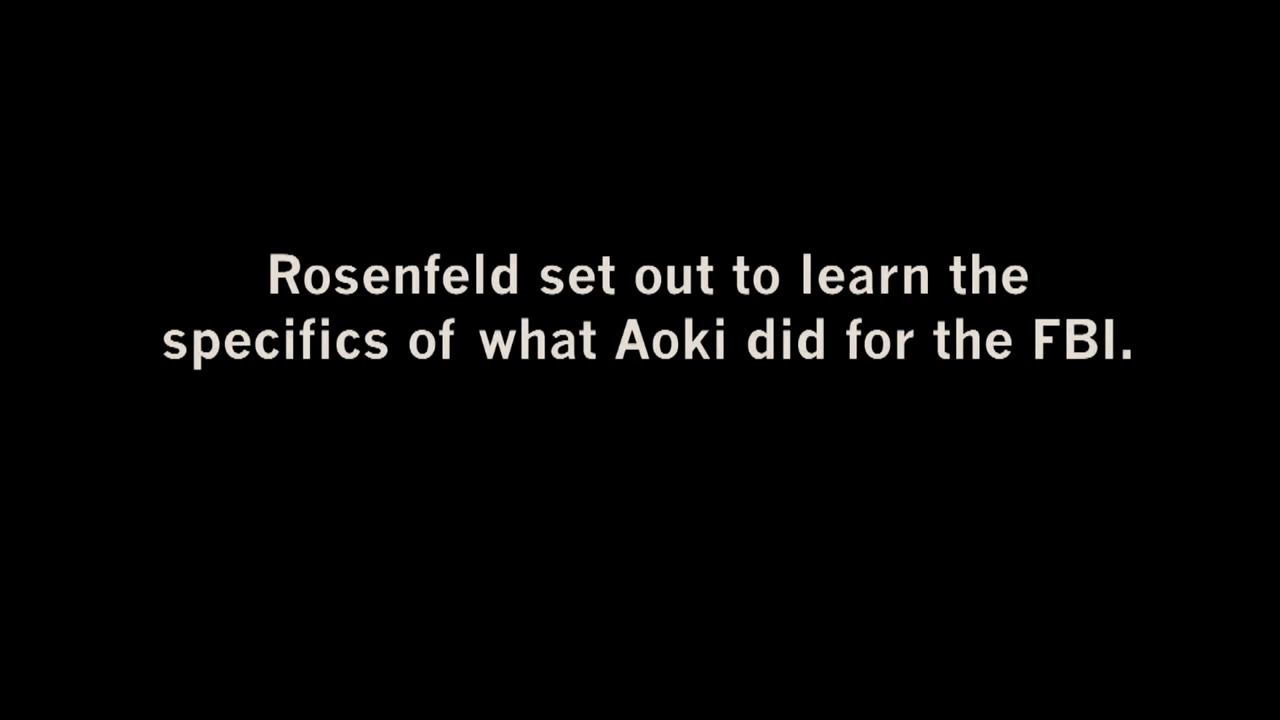 Rosenfeld set out to learn the
specifics of what Aoki did for the FBI.